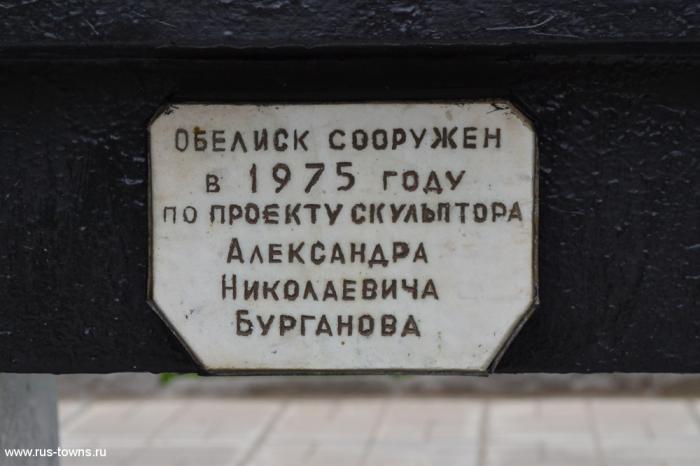 ОБЕЛИСК СООРУЖЕН
В 1975 ГОДУ
ПО ПРОЕКТУ СКУЛЬПТОРА
АЛЕКСАНДРА
НИКОЛАЕВИЧА
БУРГАНОВА
www.rus-towns.ru